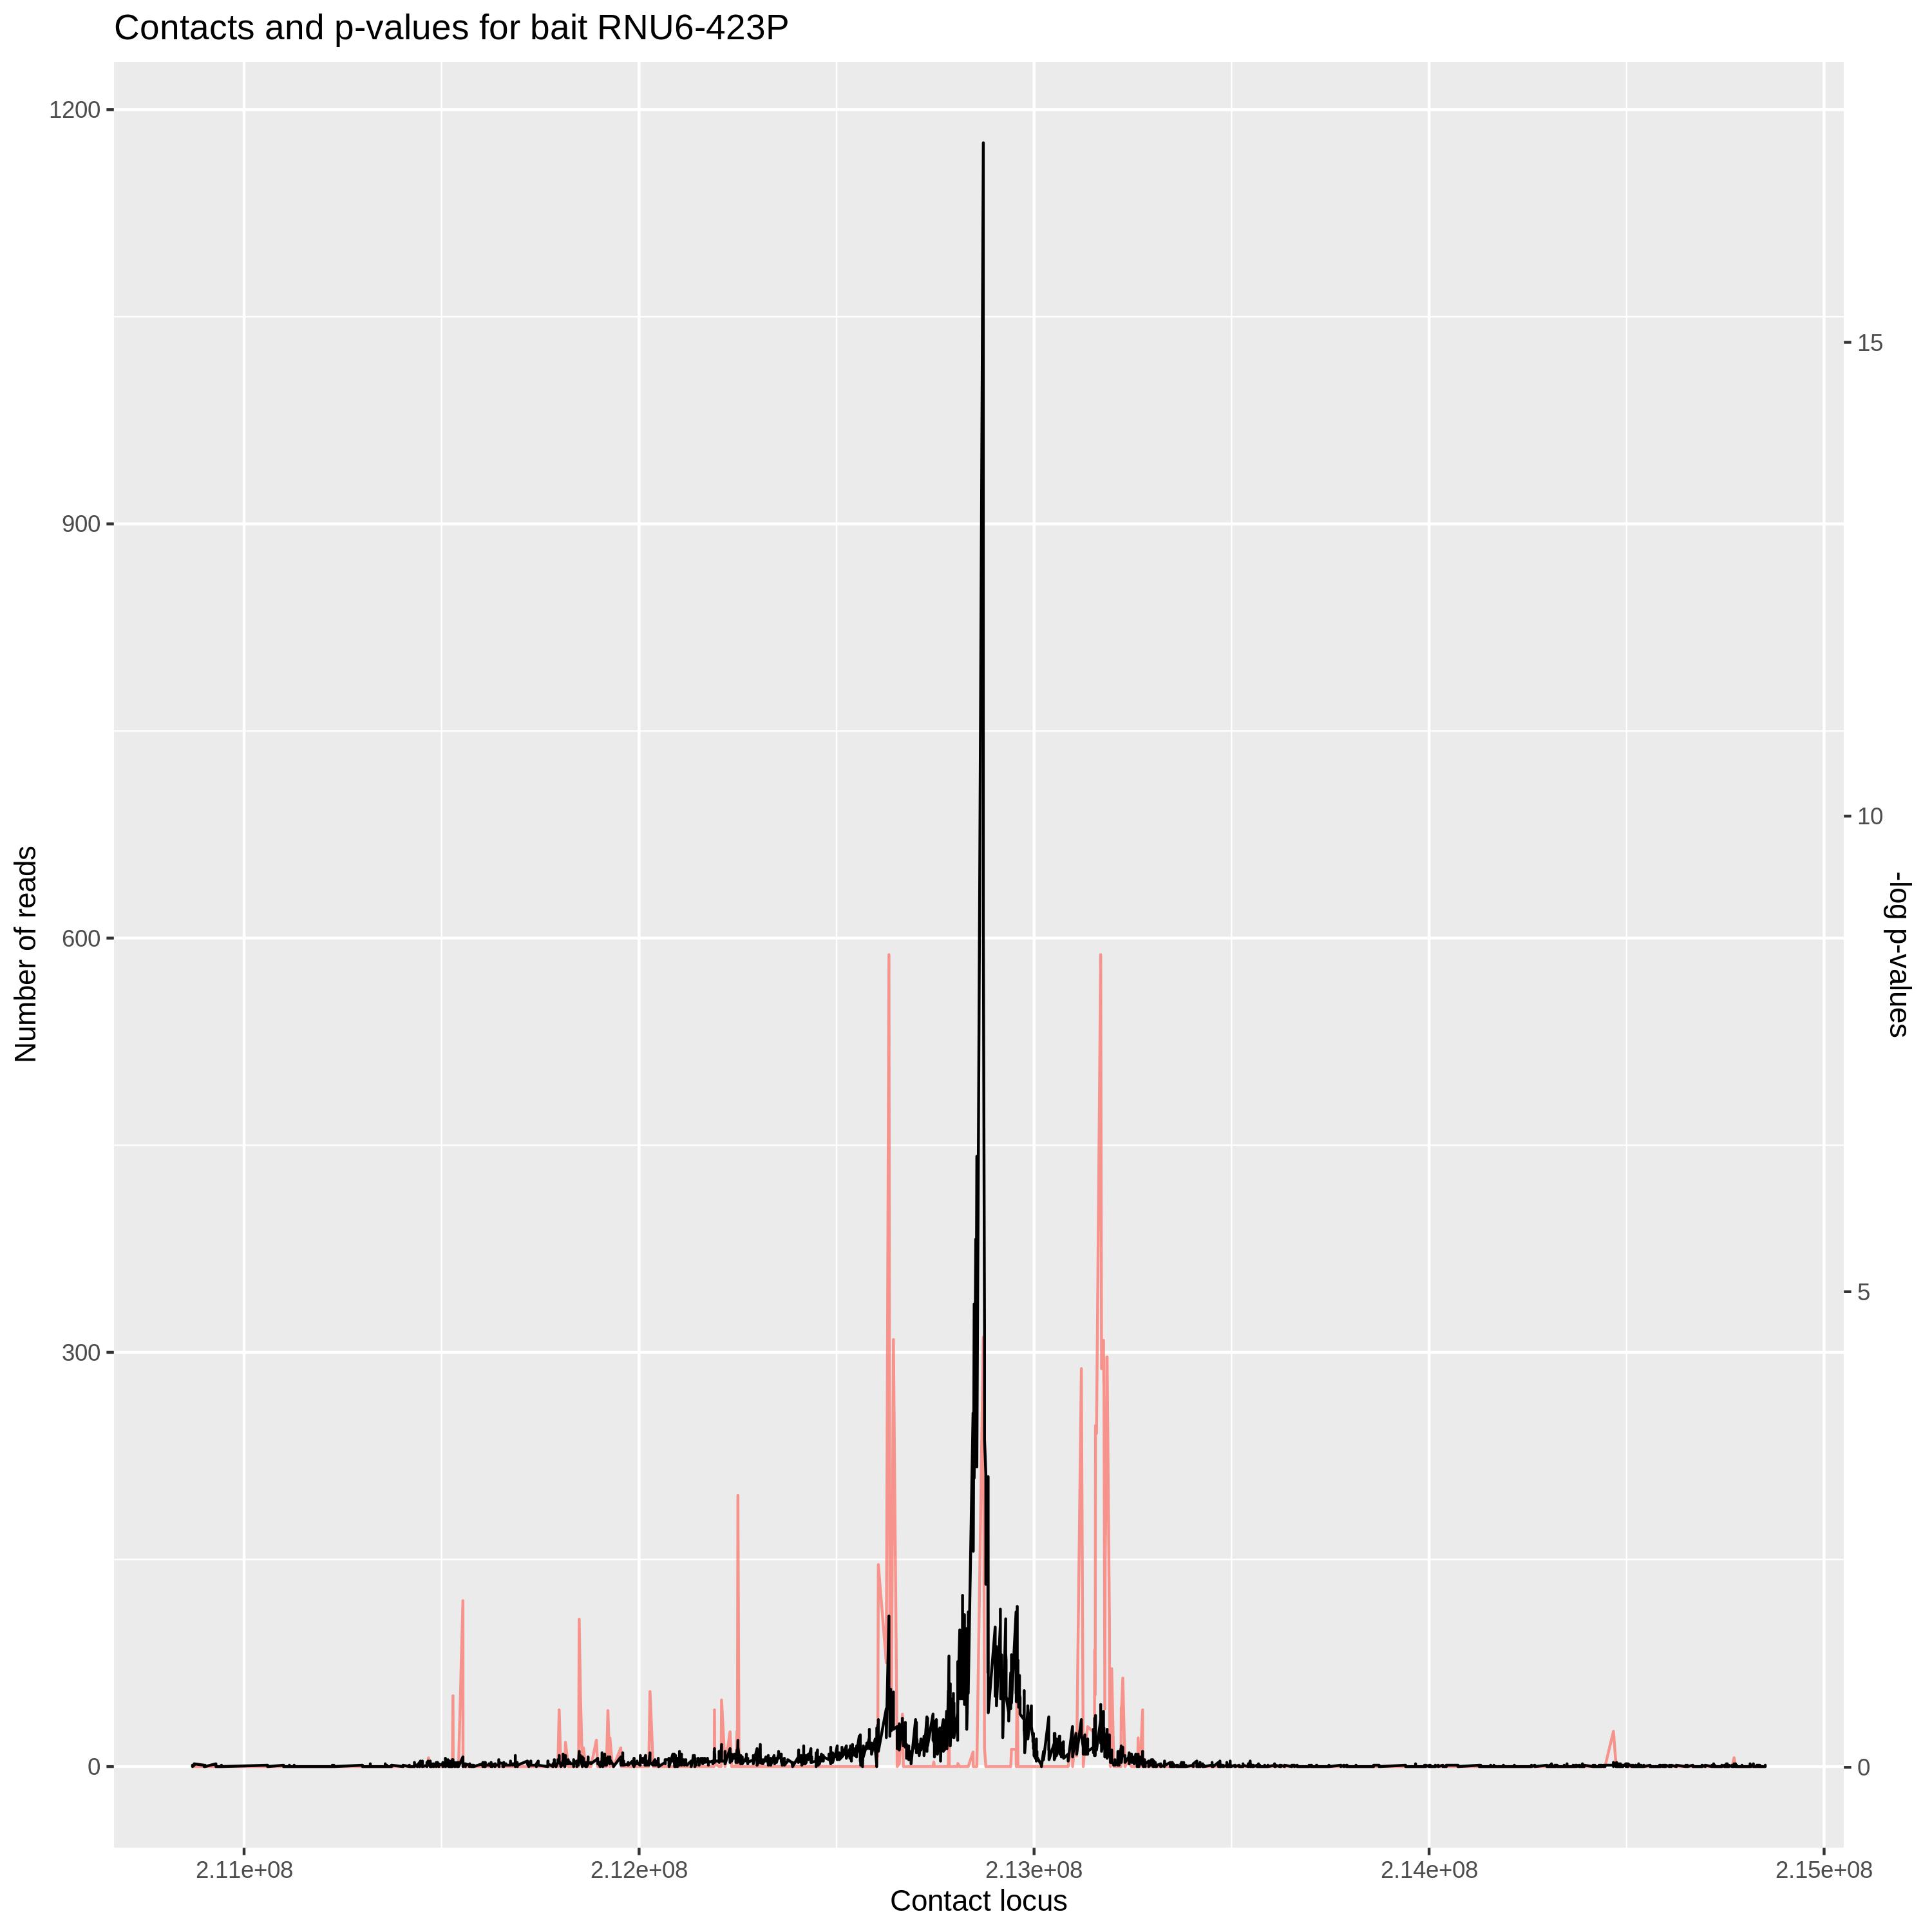 Contacts and p-values for bait RNU6-423P
1200
900
600
300
0
Number of reads
15
10
5
0
-log p-values
2.11e+08 2.12e+08 2.13e+08 2.14e+08 2.15e+08
Contact locus